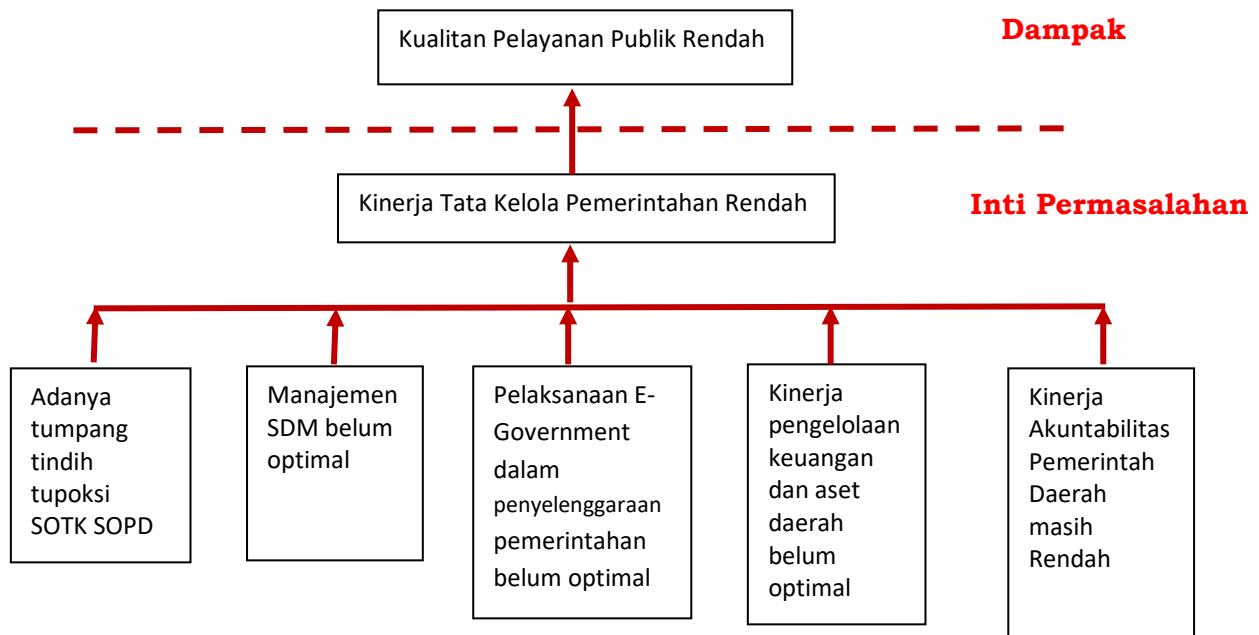 Kualitan Pelayanan Publik Rendah
Dampak
Kinerja Tata Kelola Pemerintahan Rendah
Inti Permasalahan
Adanya
tumpang
tindih
tupoksi
SOTK SOPD
Manajemen
SDM belum
optimal
Pelaksanaan E-
Government
dalam
penyelenggaraan
pemerintahan
belum optimal
Kinerja
pengelolaan
keuangan
dan aset
daerah
belum
optimal
Kinerja
Akuntabilitas
Pemerintah
Daerah
masih
Rendah